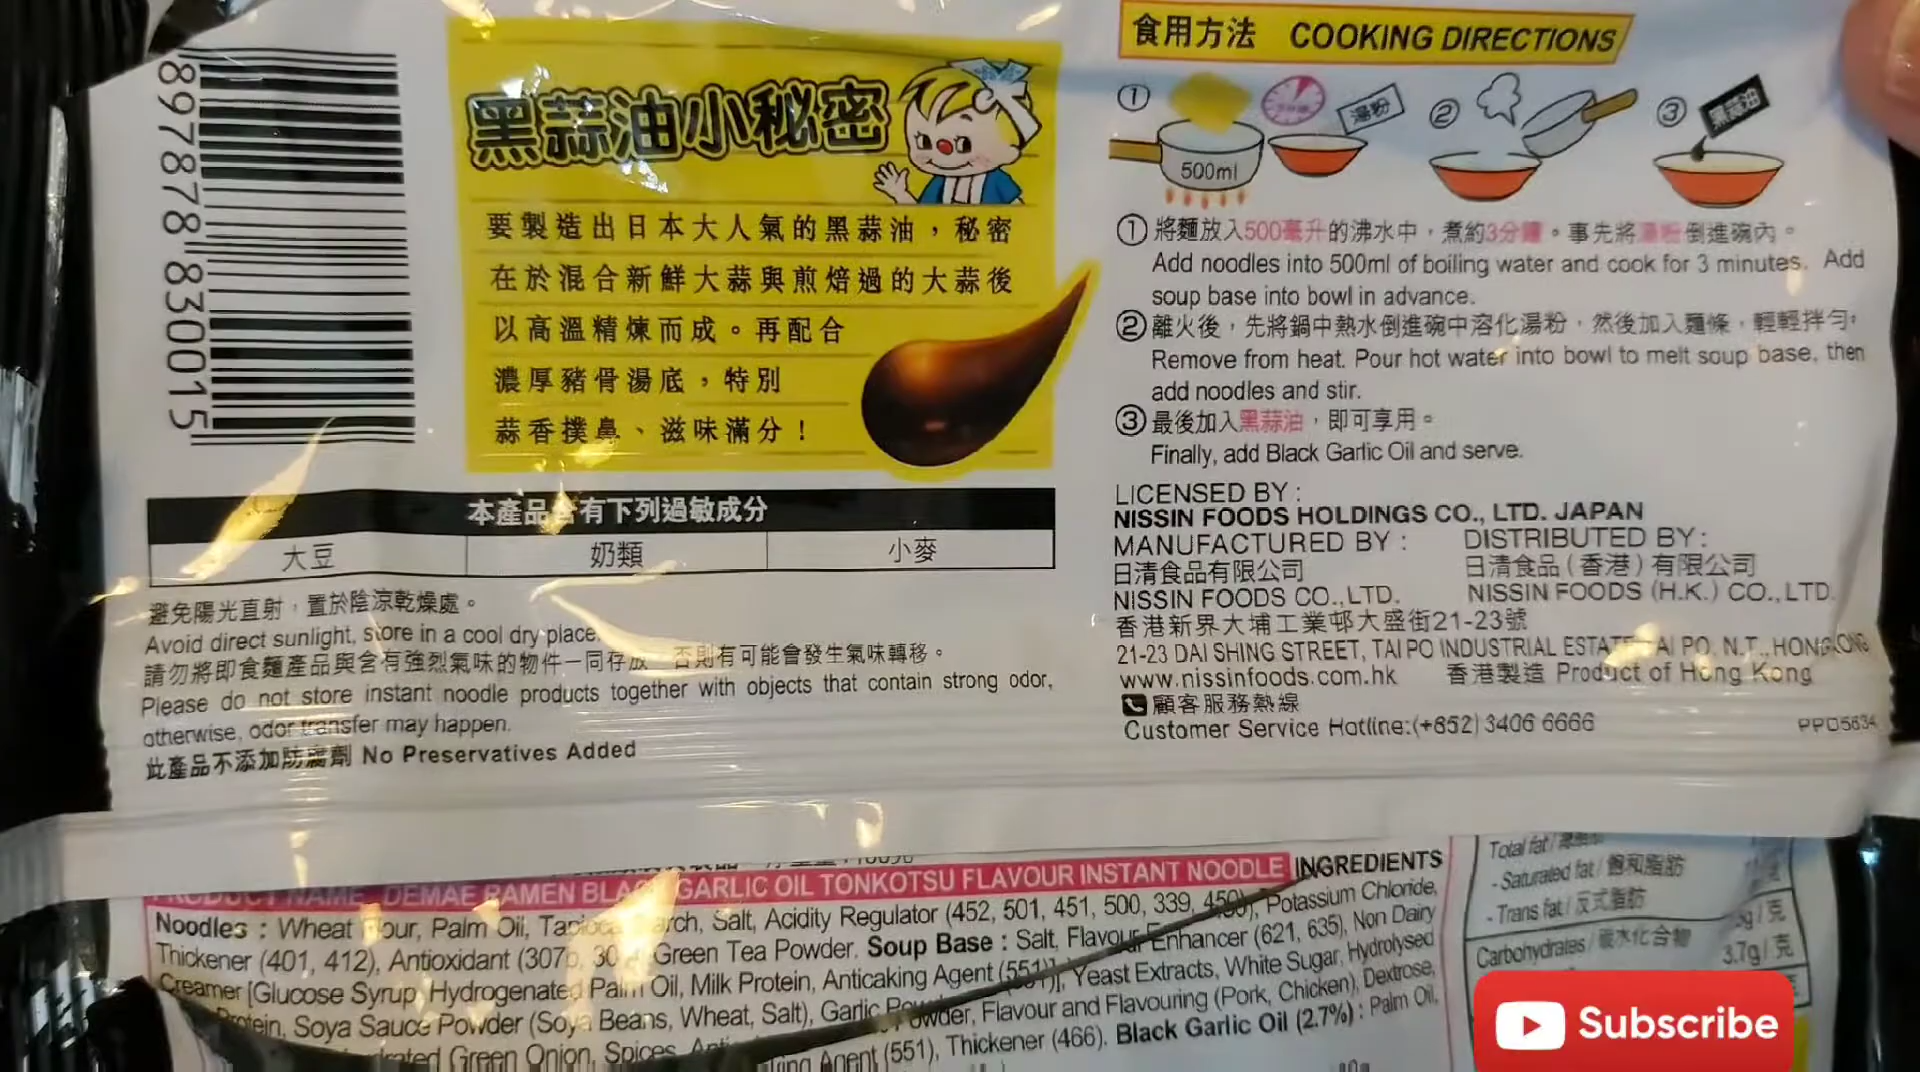 897878 830015
黑蒜油小秘密
要製造出日本大人氣的黑蒜油，秘密
在於混合新鮮大蒜與煎焙過的大蒜後
以高溫精煉而成。再配合
濃厚豬骨湯底，特別
蒜香撲鼻、滋味滿分！
本產品含有下列過敏成分
大豆 奶類 小麥
避免陽光直射，置於陰涼乾燥處。
Avoid direct sunlight, store in a cool dry place.
請勿將即食麵產品與含有強烈氣味的物件一同存放 否則有可能會發生氣味轉移。
Please do not store instant noodle products together with objects that contain strong odor,
otherwise, odor transfer may happen.
此產品不添加防腐劑 No Preservatives Added
食用方法 COOKING DIRECTIONS
① 湯粉 ② ③ 黑蒜油
500ml
①將麵放入500毫升的沸水中，煮約3分鐘。事先將湯粉倒進碗內。
Add noodles into 500ml of boiling water and cook for 3 minutes. Add
soup base into bowl in advance.
②離火後，先將鍋中熱水倒進碗中溶化湯粉，然後加入麵條，輕輕拌勻。
Remove from heat. Pour hot water into bowl to melt soup base, then
add noodles and stir.
③最後加入黑蒜油，即可享用。
Finally, add Black Garlic Oil and serve.
LICENSED BY :
NISSIN FOODS HOLDINGS CO., LTD. JAPAN
MANUFACTURED BY : DISTRIBUTED BY :
日清食品有限公司 日清食品(香港)有限公司
NISSIN FOODS CO., LTD. NISSIN FOODS (H.K.) CO., LTD.
香港新界大埔工業邨大盛街21-23號
21-23 DAI SHING STREET, TAI PO INDUSTRIAL ESTATE, TAI PO, N.T., HONG KONG
www.nissinfoods.com.hk 香港製造 Product of Hong Kong
顧客服務熱線
Customer Service Hotline:(+852) 3406 6666 PPD5634
PRODUCT NAME DEMAE RAMEN BLACK GARLIC OIL TONKOTSU FLAVOUR INSTANT NOODLE INGREDIENTS
Noodles : Wheat Flour, Palm Oil, Tapioca Starch, Salt, Acidity Regulator (452, 501, 451, 500, 339, 450), Potassium Chloride,
Thickener (401, 412), Antioxidant (307b, 30 Green Tea Powder. Soup Base : Salt, Flavour Enhancer (621, 635), Non Dairy
Creamer [Glucose Syrup, Hydrogenated Palm Oil, Milk Protein, Anticaking Agent (551)], Yeast Extracts, White Sugar, Hydrolysed
Protein, Soya Sauce Powder (Soya Beans, Wheat, Salt), Garlic Powder, Flavour and Flavouring (Pork, Chicken), Dextrose,
Green Onion, Spices, Agent (551), Thickener (466). Black Garlic Oil (2.7%) : Palm Oil,
Total fat /
- Saturated fat / 飽和脂肪
- Trans fat / 反式脂肪
Carbohydrates / 碳水化合物
3.7g / 克
Subscribe